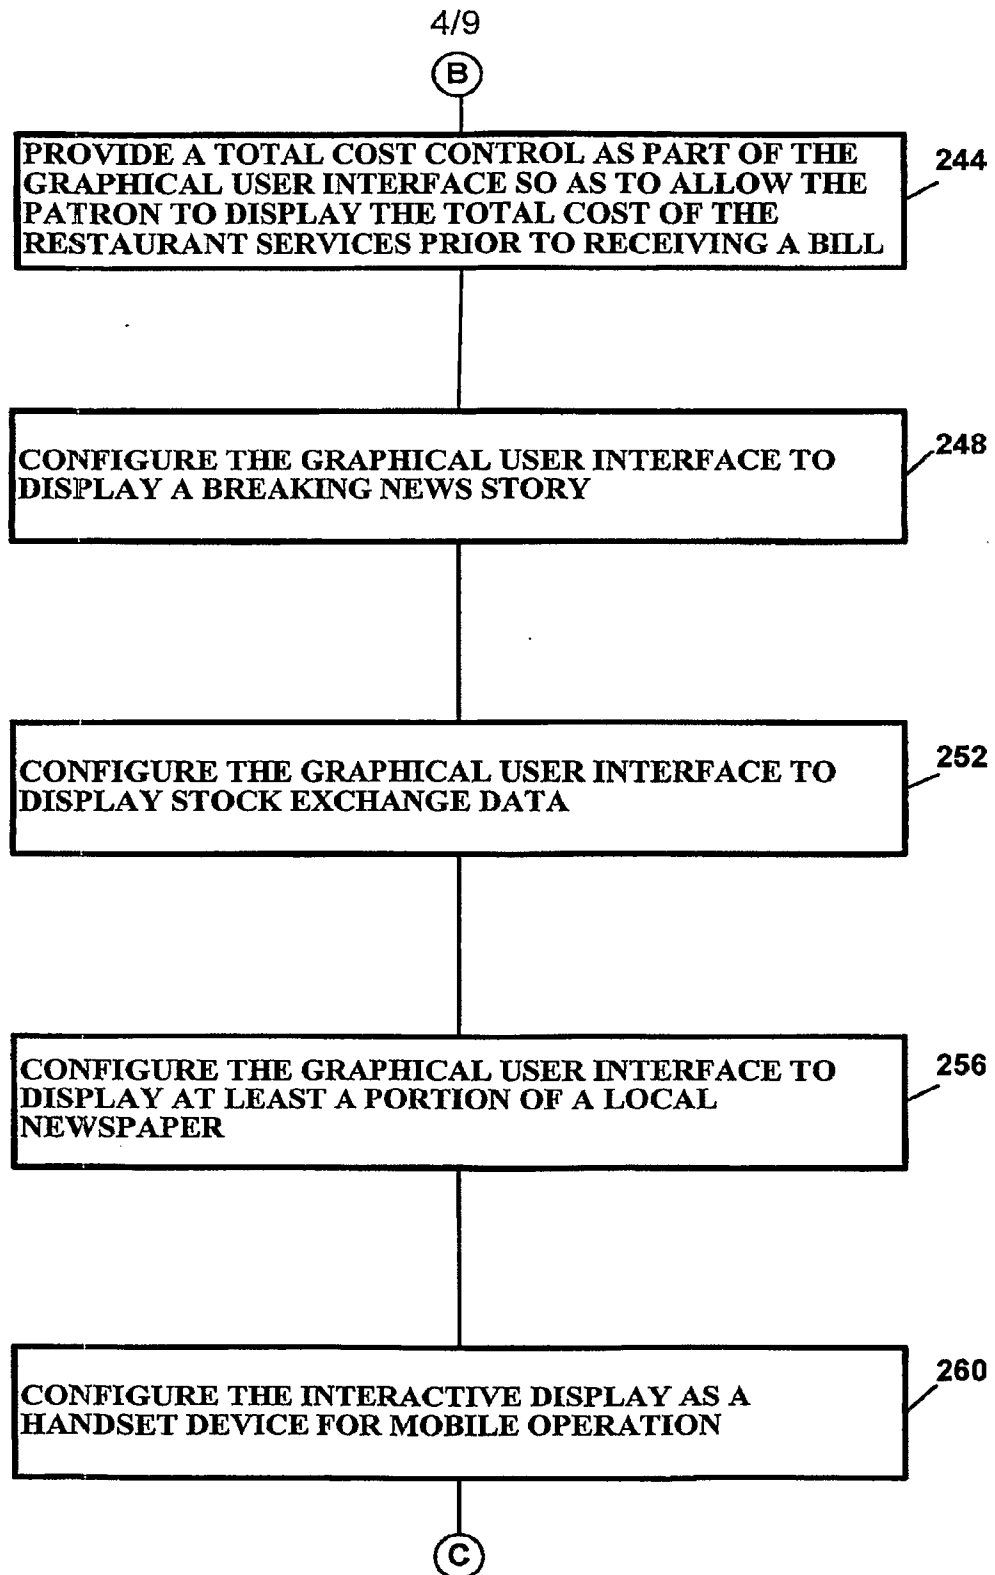 4/9
B
PROVIDE A TOTAL COST CONTROL AS PART OF THE
GRAPHICAL USER INTERFACE SO AS TO ALLOW THE
PATRON TO DISPLAY THE TOTAL COST OF THE
RESTAURANT SERVICES PRIOR TO RECEIVING A BILL
244
CONFIGURE THE GRAPHICAL USER INTERFACE TO
DISPLAY A BREAKING NEWS STORY
248
CONFIGURE THE GRAPHICAL USER INTERFACE TO
DISPLAY STOCK EXCHANGE DATA
252
CONFIGURE THE GRAPHICAL USER INTERFACE TO
DISPLAY AT LEAST A PORTION OF A LOCAL
NEWSPAPER
256
CONFIGURE THE INTERACTIVE DISPLAY AS A
HANDSET DEVICE FOR MOBILE OPERATION
260
C